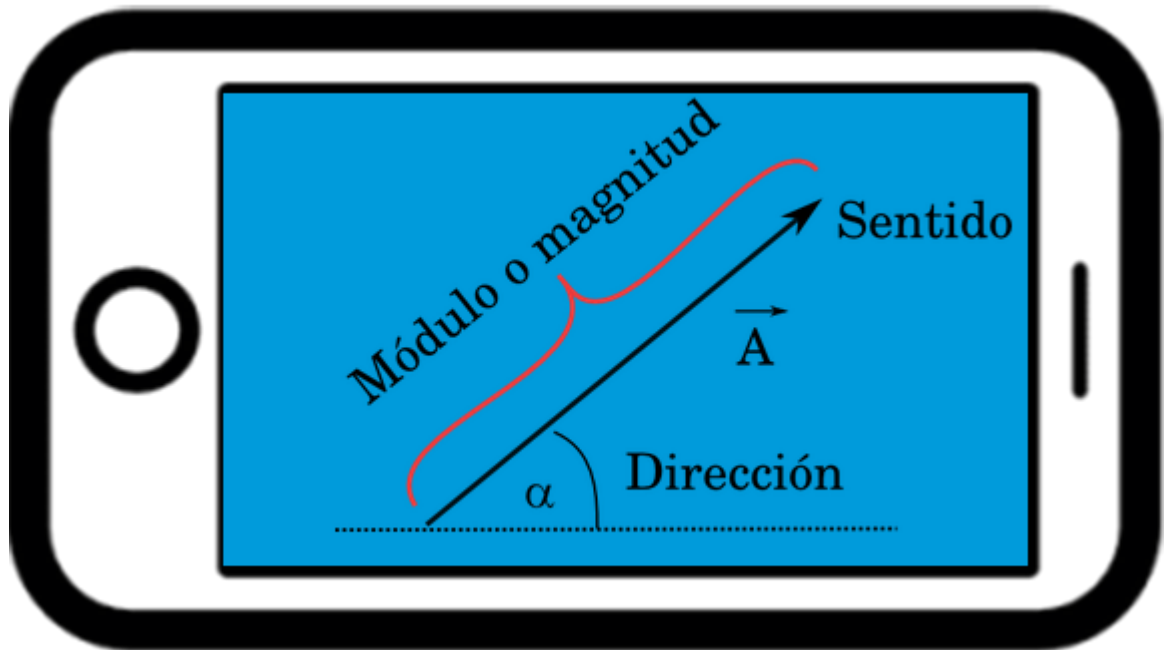 Módulo o magnitud
Sentido
A
Dirección
α